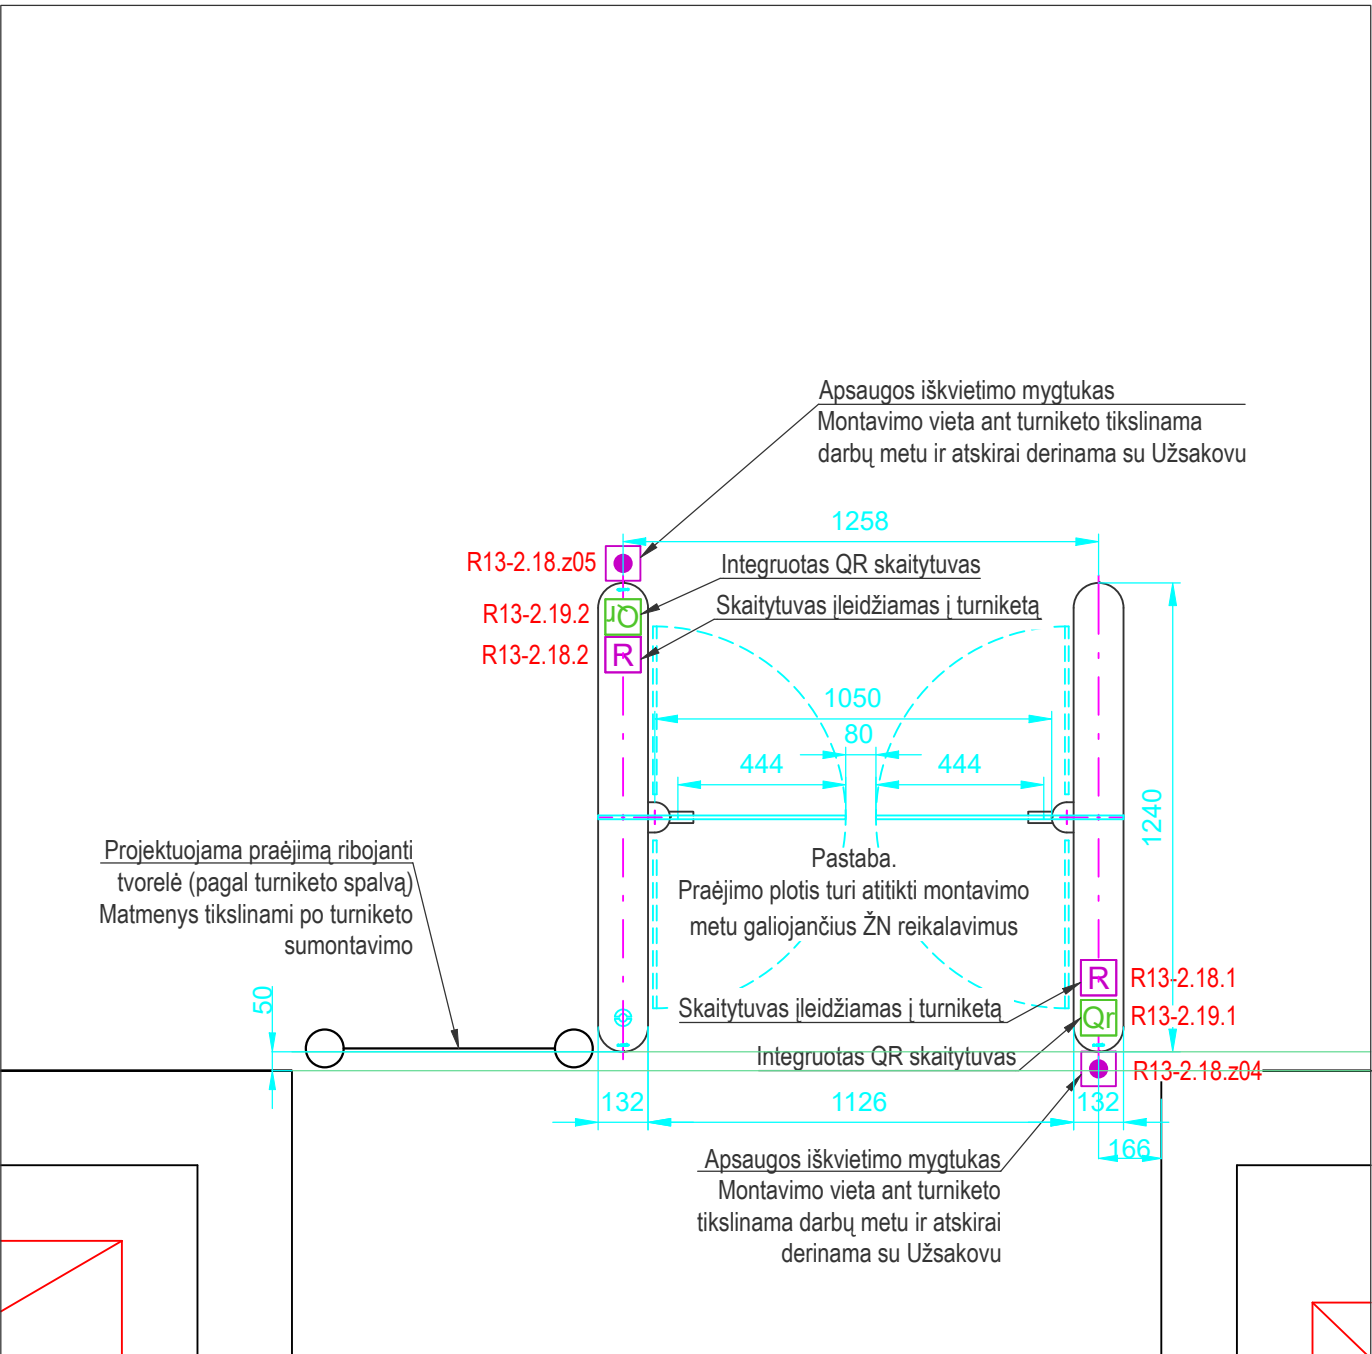 Apsaugos iškvietimo mygtukas
Montavimo vieta ant turniketo tikslinama
darbų metu ir atskirai derinama su Užsakovu
1258
R13-2.18.z05
Integruotas QR skaitytuvas
R13-2.19.2
Qr
Skaitytuvas įleidžiamas į turniketą
R13-2.18.2
R
1050
80
444
444
1240
Projektuojama praėjimą ribojanti
tvorelė (pagal turniketo spalvą)
Matmenys tikslinami po turniketo
sumontavimo
Pastaba.
Praėjimo plotis turi atitikti montavimo
metu galiojančius ŽN reikalavimus
R
R13-2.18.1
50
Skaitytuvas įleidžiamas į turniketą
Qr
R13-2.19.1
Integruotas QR skaitytuvas
R13-2.18.z04
132
1126
132
166
Apsaugos iškvietimo mygtukas
Montavimo vieta ant turniketo
tikslinama darbų metu ir atskirai
derinama su Užsakovu